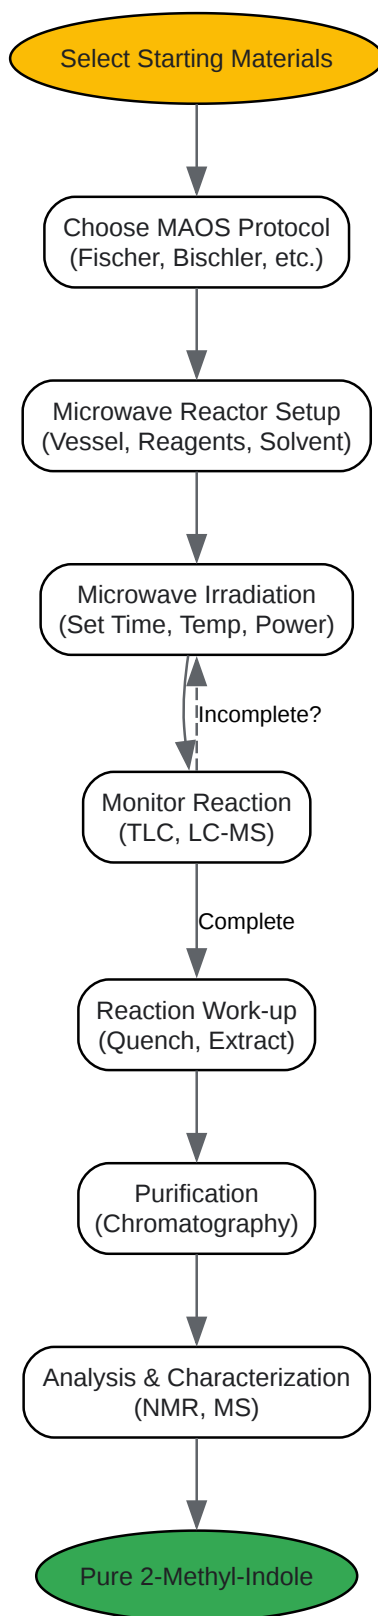 Select Starting Materials
Choose MAOS Protocol
(Fischer, Bischler, etc.)
Microwave Reactor Setup
(Vessel, Reagents, Solvent)
Microwave Irradiation
(Set Time, Temp, Power)
Incomplete?
Monitor Reaction
(TLC, LC-MS)
Complete
Reaction Work-up
(Quench, Extract)
Purification
(Chromatography)
Analysis & Characterization
(NMR, MS)
Pure 2-Methyl-Indole